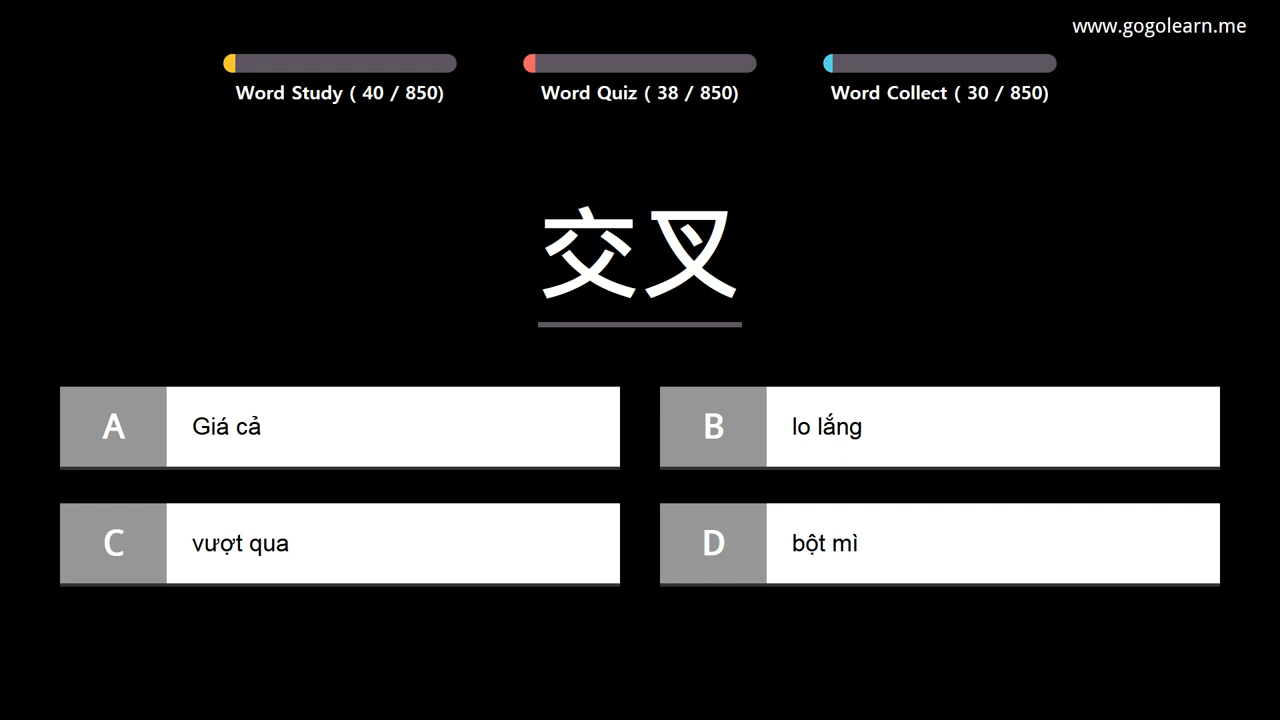 www.gogolearn.me
Word Study ( 40 / 850)
Word Quiz ( 38 / 850)
Word Collect ( 30 / 850)
交叉
A Giá cả
B lo lắng
C vượt qua
D bột mì